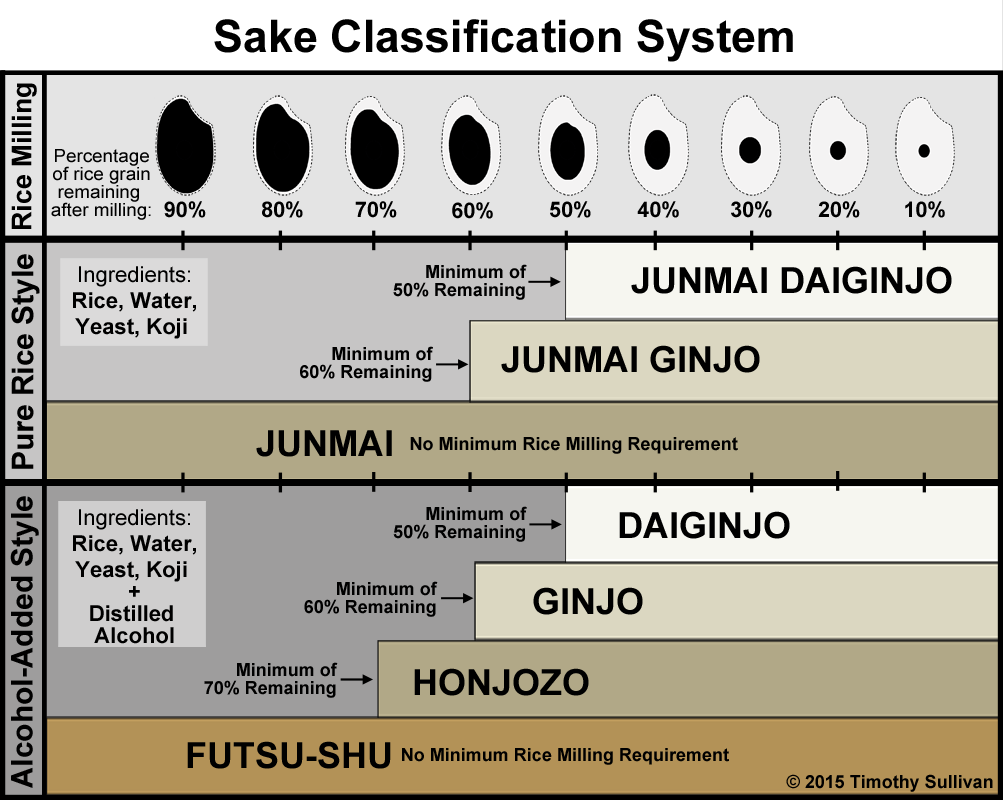 Sake Classification System
Rice Milling
Percentage
of rice grain
remaining
after milling:
90% 80% 70% 60% 50% 40% 30% 20% 10%
Pure Rice Style
Ingredients:
Rice, Water,
Yeast, Koji
Minimum of
50% Remaining
JUNMAI DAIGINJO
Minimum of
60% Remaining
JUNMAI GINJO
JUNMAI No Minimum Rice Milling Requirement
Alcohol-Added Style
Ingredients:
Rice, Water,
Yeast, Koji
+
Distilled
Alcohol
Minimum of
50% Remaining
DAIGINJO
Minimum of
60% Remaining
GINJO
Minimum of
70% Remaining
HONJOZO
FUTSU-SHU No Minimum Rice Milling Requirement
© 2015 Timothy Sullivan